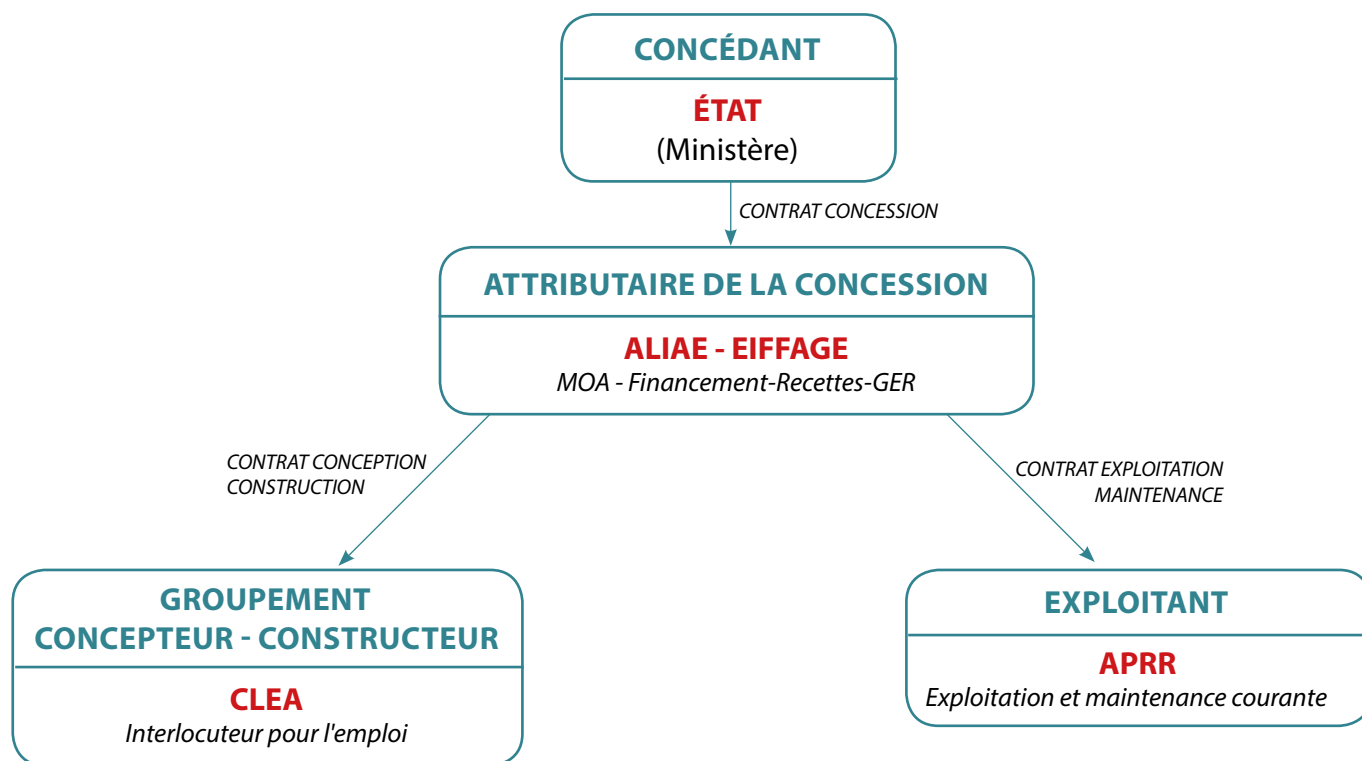 CONCÉDANT
ÉTAT
(Ministère)
CONTRAT CONCESSION
ATTRIBUTAIRE DE LA CONCESSION
ALIAE - EIFFAGE
MOA - Financement-Recettes-GER
CONTRAT CONCEPTION
CONSTRUCTION
CONTRAT EXPLOITATION
MAINTENANCE
GROUPEMENT
CONCEPTEUR - CONSTRUCTEUR
CLEA
Interlocuteur pour l'emploi
EXPLOITANT
APRR
Exploitation et maintenance courante